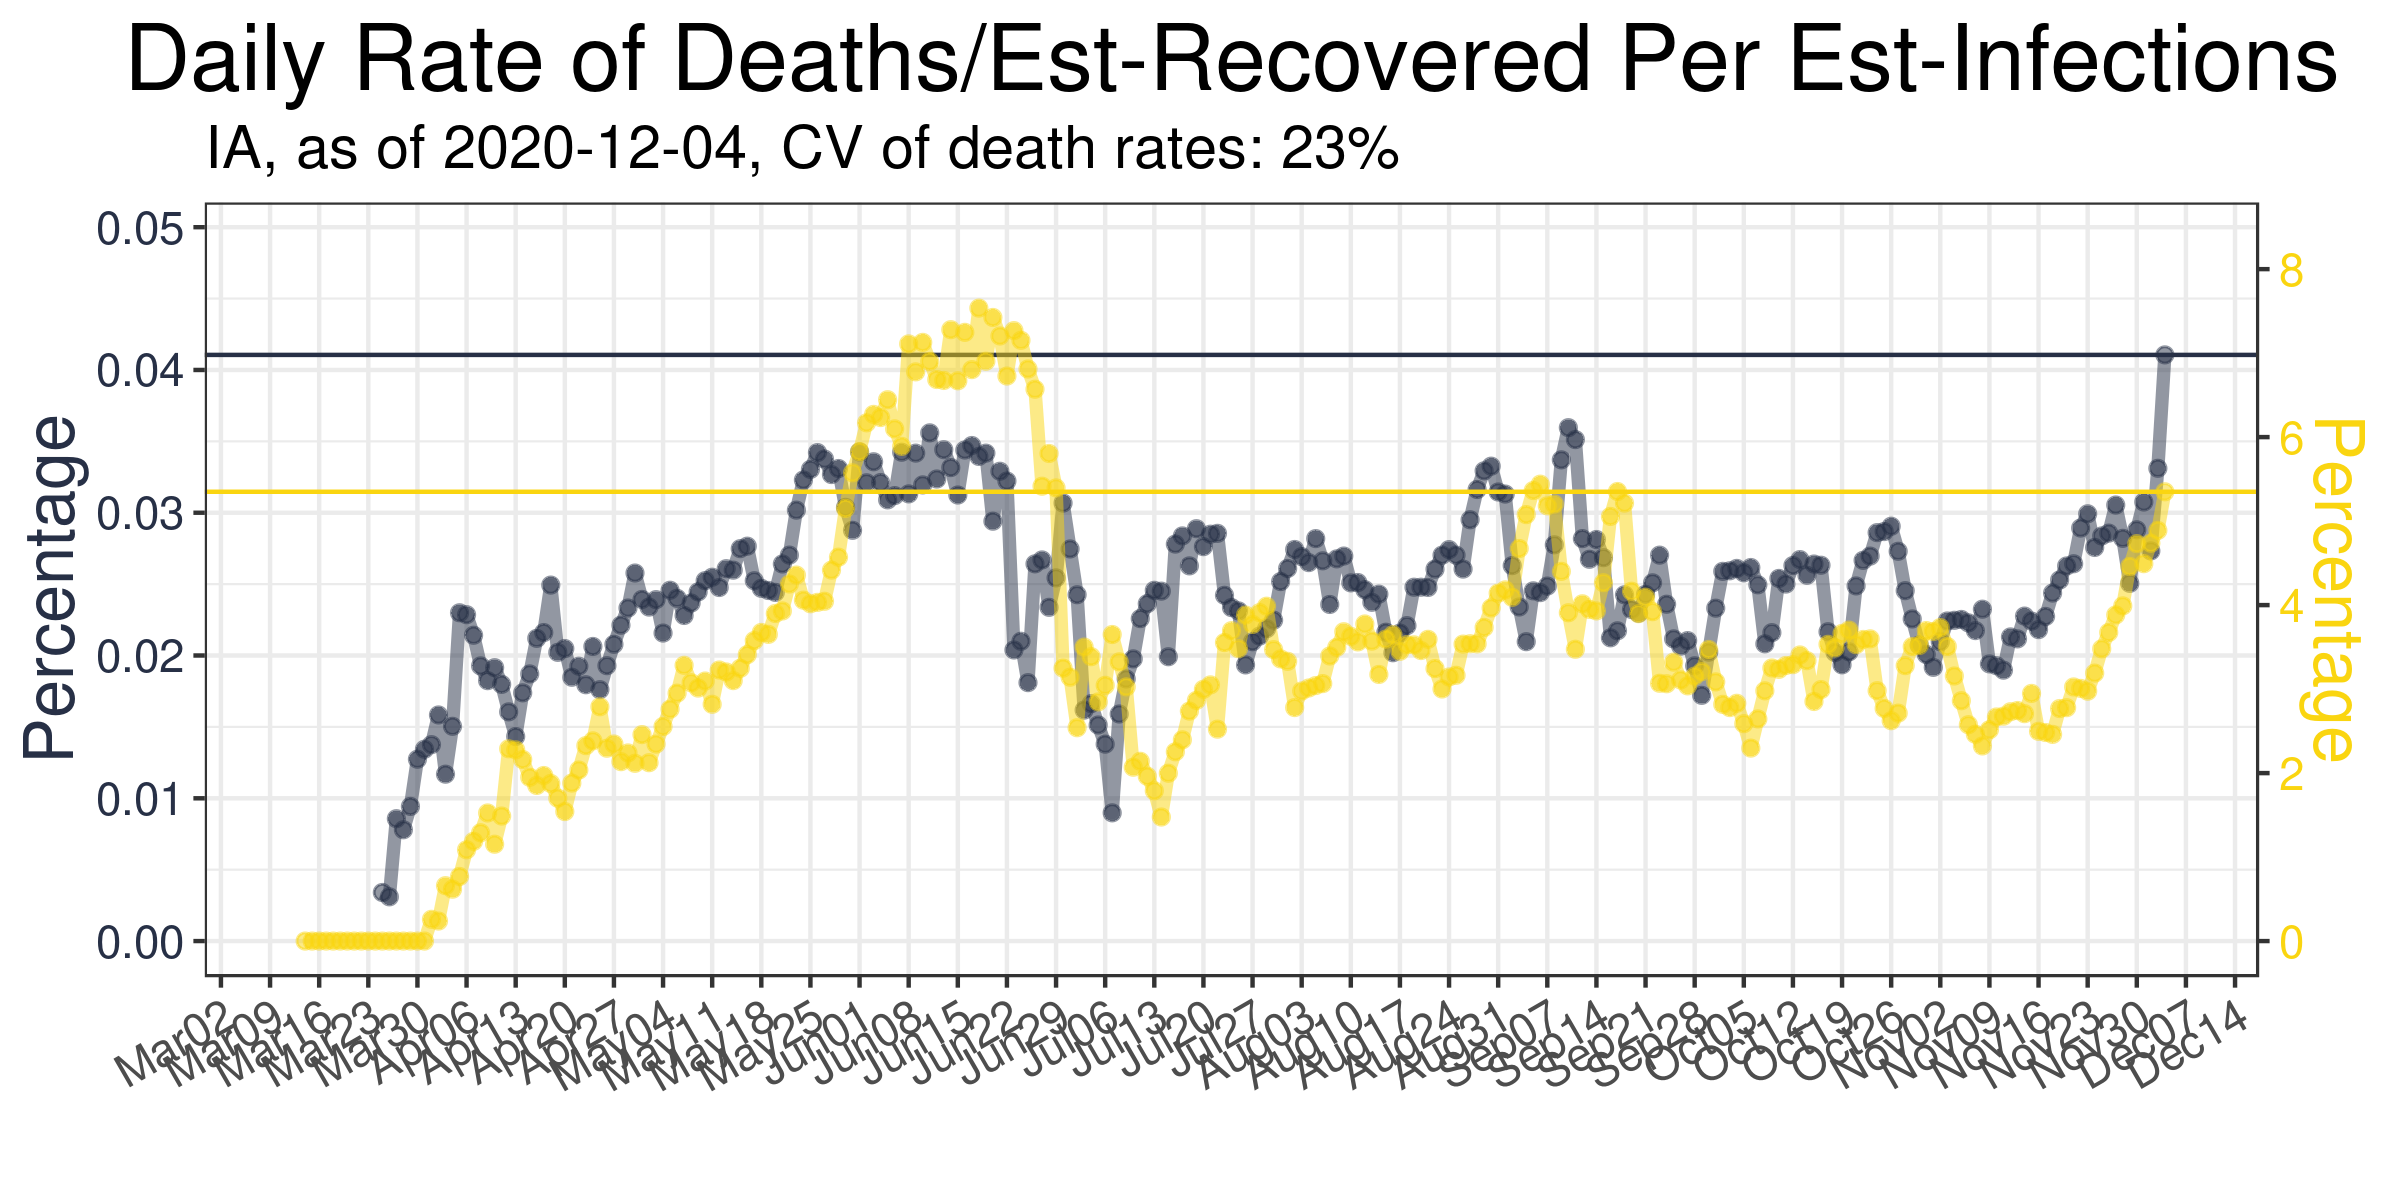 Daily Rate of Deaths/Est-Recovered Per Est-Infections
IA, as of 2020-12-04, CV of death rates: 23%
Percentage
0.05
0.04
0.03
0.02
0.01
0.00
8
6
4
2
0
Percentage
Mar02
Mar09
Mar16
Mar23
Mar30
Apr06
Apr13
Apr20
Apr27
May04
May11
May18
May25
Jun01
Jun08
Jun15
Jun22
Jun29
Jul06
Jul13
Jul20
Jul27
Aug03
Aug10
Aug17
Aug24
Aug31
Sep07
Sep14
Sep21
Sep28
Oct05
Oct12
Oct19
Oct26
Nov02
Nov09
Nov16
Nov23
Nov30
Dec07
Dec14